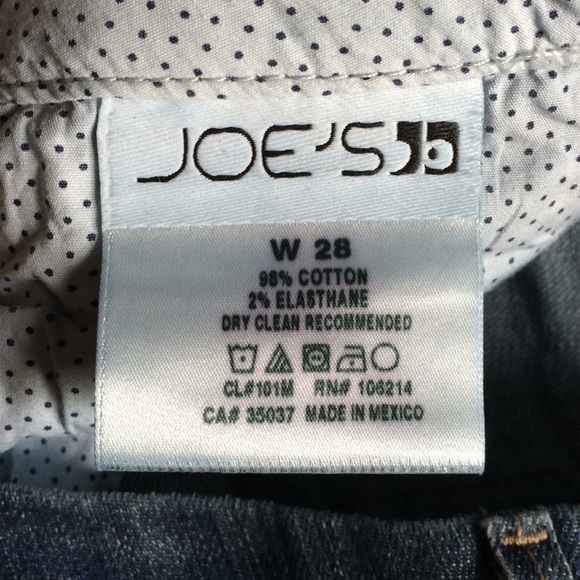 JOE'S
W 28
98% COTTON
2% ELASTHANE
DRY CLEAN RECOMMENDED
CL#101M RN# 106214
CA# 35037 MADE IN MEXICO